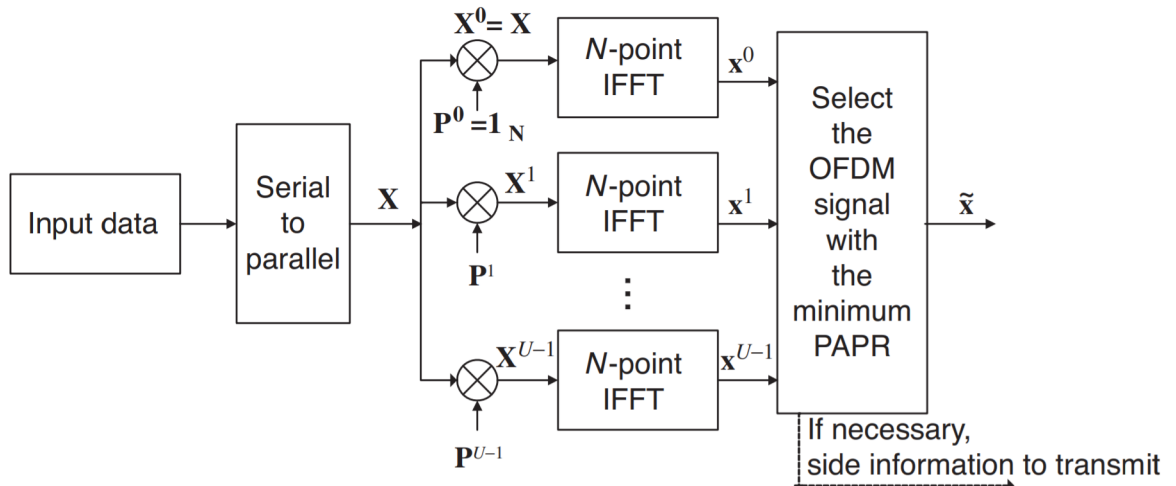 Input data
Serial
to
parallel
X
X⁰= X
P⁰ =1 N
N-point
IFFT
x⁰
X¹
P¹
N-point
IFFT
x¹
⋮
Xᵁ⁻¹
Pᵁ⁻¹
N-point
IFFT
xᵁ⁻¹
Select
the
OFDM
signal
with
the
minimum
PAPR
x̃
If necessary,
side information to transmit